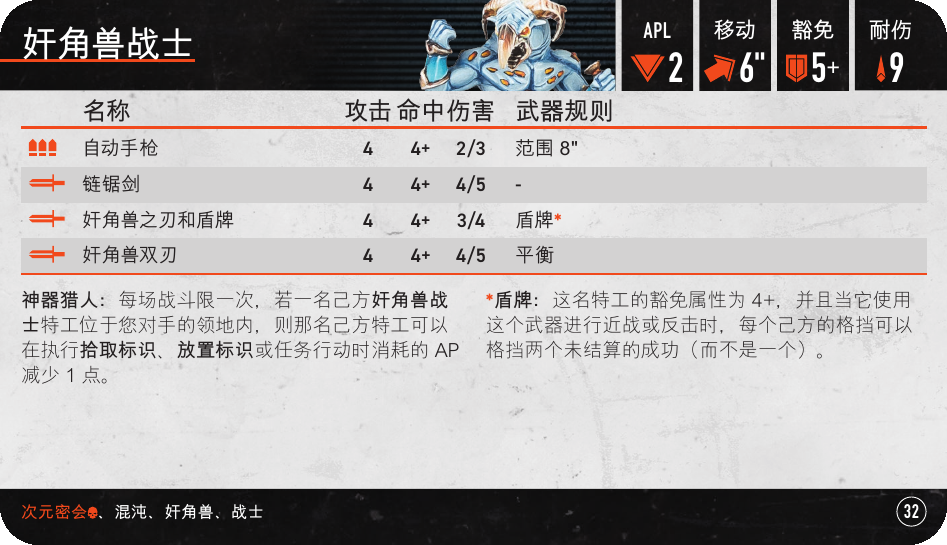 奸角兽战士
APL 移动 豁免 耐伤
2 6" 5+ 9
名称 攻击 命中 伤害 武器规则
自动手枪 4 4+ 2/3 范围 8"
链锯剑 4 4+ 4/5 -
奸角兽之刃和盾牌 4 4+ 3/4 盾牌*
奸角兽双刃 4 4+ 4/5 平衡
神器猎人：每场战斗限一次，若一名己方奸角兽战
士特工位于您对手的领地内，则那名己方特工可以
在执行拾取标识、放置标识或任务行动时消耗的 AP
减少 1 点。
*盾牌：这名特工的豁免属性为 4+，并且当它使用
这个武器进行近战或反击时，每个己方的格挡可以
格挡两个未结算的成功（而不是一个）。
次元密会、混沌、奸角兽、战士
32